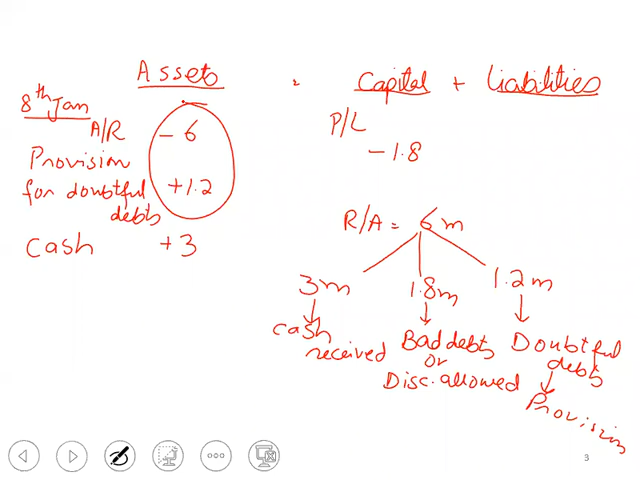 Assets = Capital + Liabilities
8th Jan
A/R - 6
P/L
- 1.8
Provision
for doubtful + 1.2
debts
cash + 3
R/A = 6m
3m 1.8m 1.2m
cash received Bad debts Doubtful debts
or
Disc. allowed
Provision
3